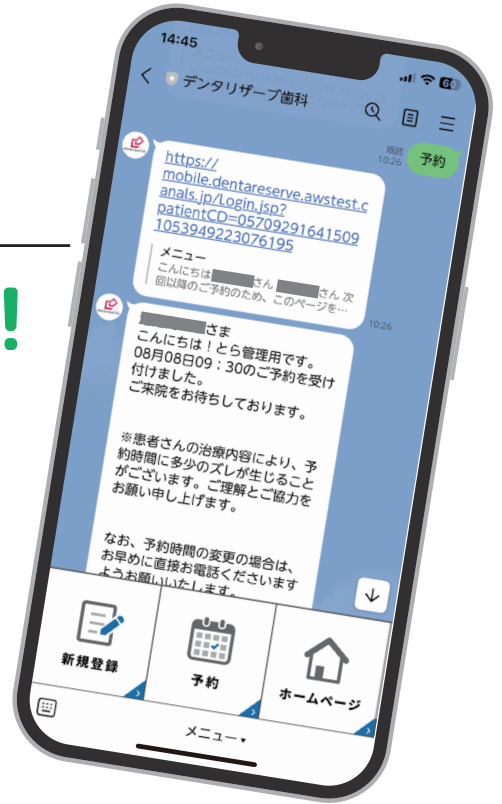 14:45
60
デンタリザーブ歯科
既読
10:26
予約
https://
mobile.dentareserve.awstest.c
anals.jp/Login.jsp?
patientCD=05709291641509
1053949223076195
メニュー
こんにちは さん さん 次
回以降のご予約のため、このページを…
10:26
さま
こんにちは！とら管理用です。
08月08日09：30のご予約を受け
付けました。
ご来院をお待ちしております。
※患者さんの治療内容により、予
約時間に多少のズレが生じること
がございます。ご理解とご協力を
お願い申し上げます。
なお、予約時間の変更の場合は、
お早めに直接お電話くださいます
ようお願いいたします。
新規登録
予約
ホームページ
メニュー▾
!